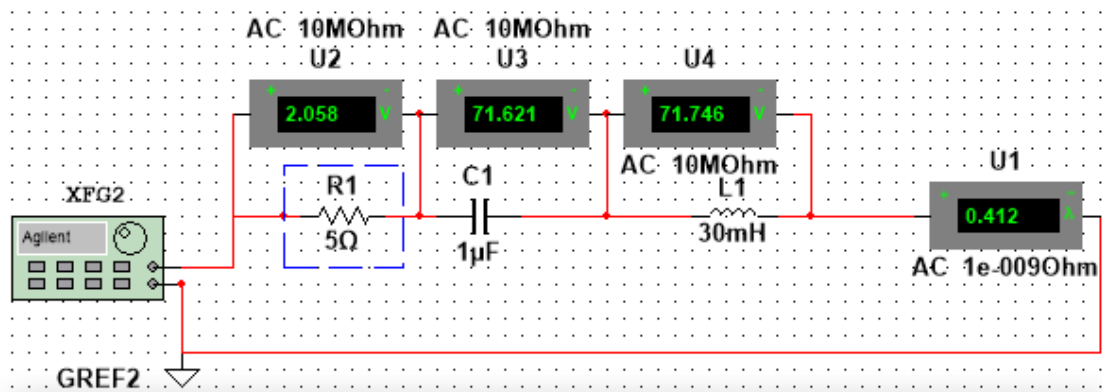 AC 10MOhm
U2
2.058 V
AC 10MOhm
U3
71.621 V
U4
71.746 V
AC 10MOhm
XFG2
Agilent
R1
5Ω
C1
1µF
L1
30mH
U1
0.412 A
AC 1e-009Ohm
GREF2